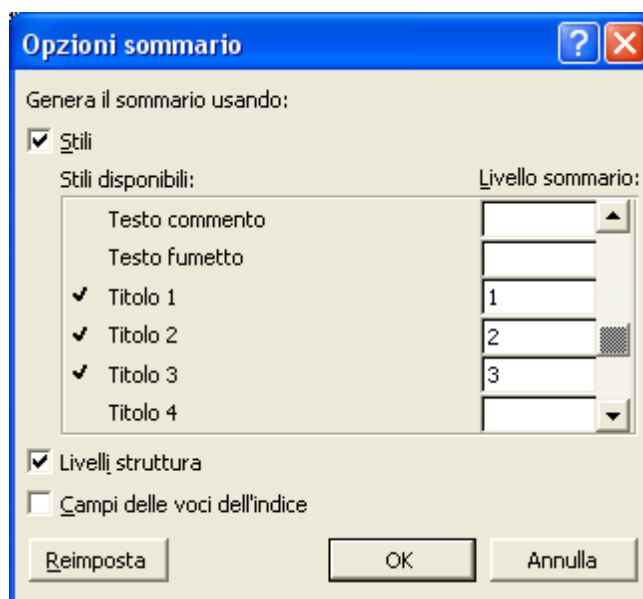 Opzioni sommario
Genera il sommario usando:
Stili
Stili disponibili: Livello sommario:
Testo commento
Testo fumetto
Titolo 1 1
Titolo 2 2
Titolo 3 3
Titolo 4
Livelli struttura
Campi delle voci dell'indice
Reimposta OK Annulla